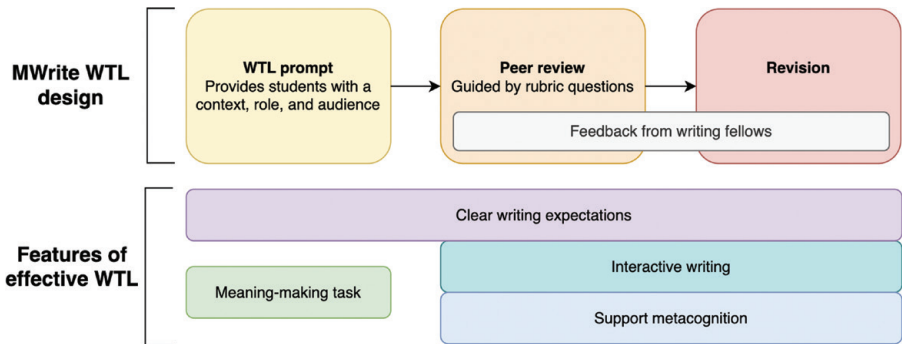 MWrite WTL
design
WTL prompt
Provides students with a
context, role, and audience
Peer review
Guided by rubric questions
Revision
Feedback from writing fellows
Features of
effective WTL
Clear writing expectations
Meaning-making task
Interactive writing
Support metacognition